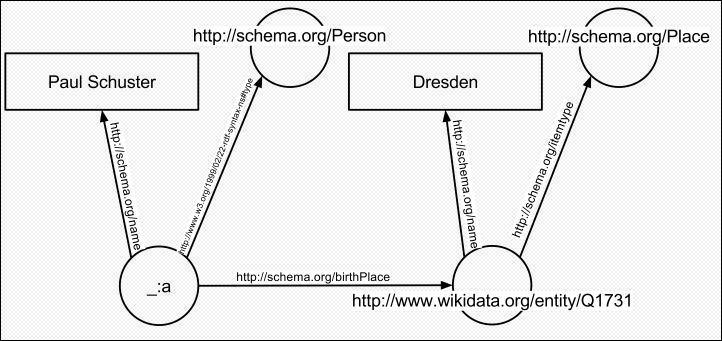 http://schema.org/Person
http://schema.org/Place
Paul Schuster
Dresden
http://schema.org/name
http://www.w3.org/1999/02/22-rdf-syntax-ns#type
http://schema.org/name
http://schema.org/itemtype
_:a
http://schema.org/birthPlace
http://www.wikidata.org/entity/Q1731